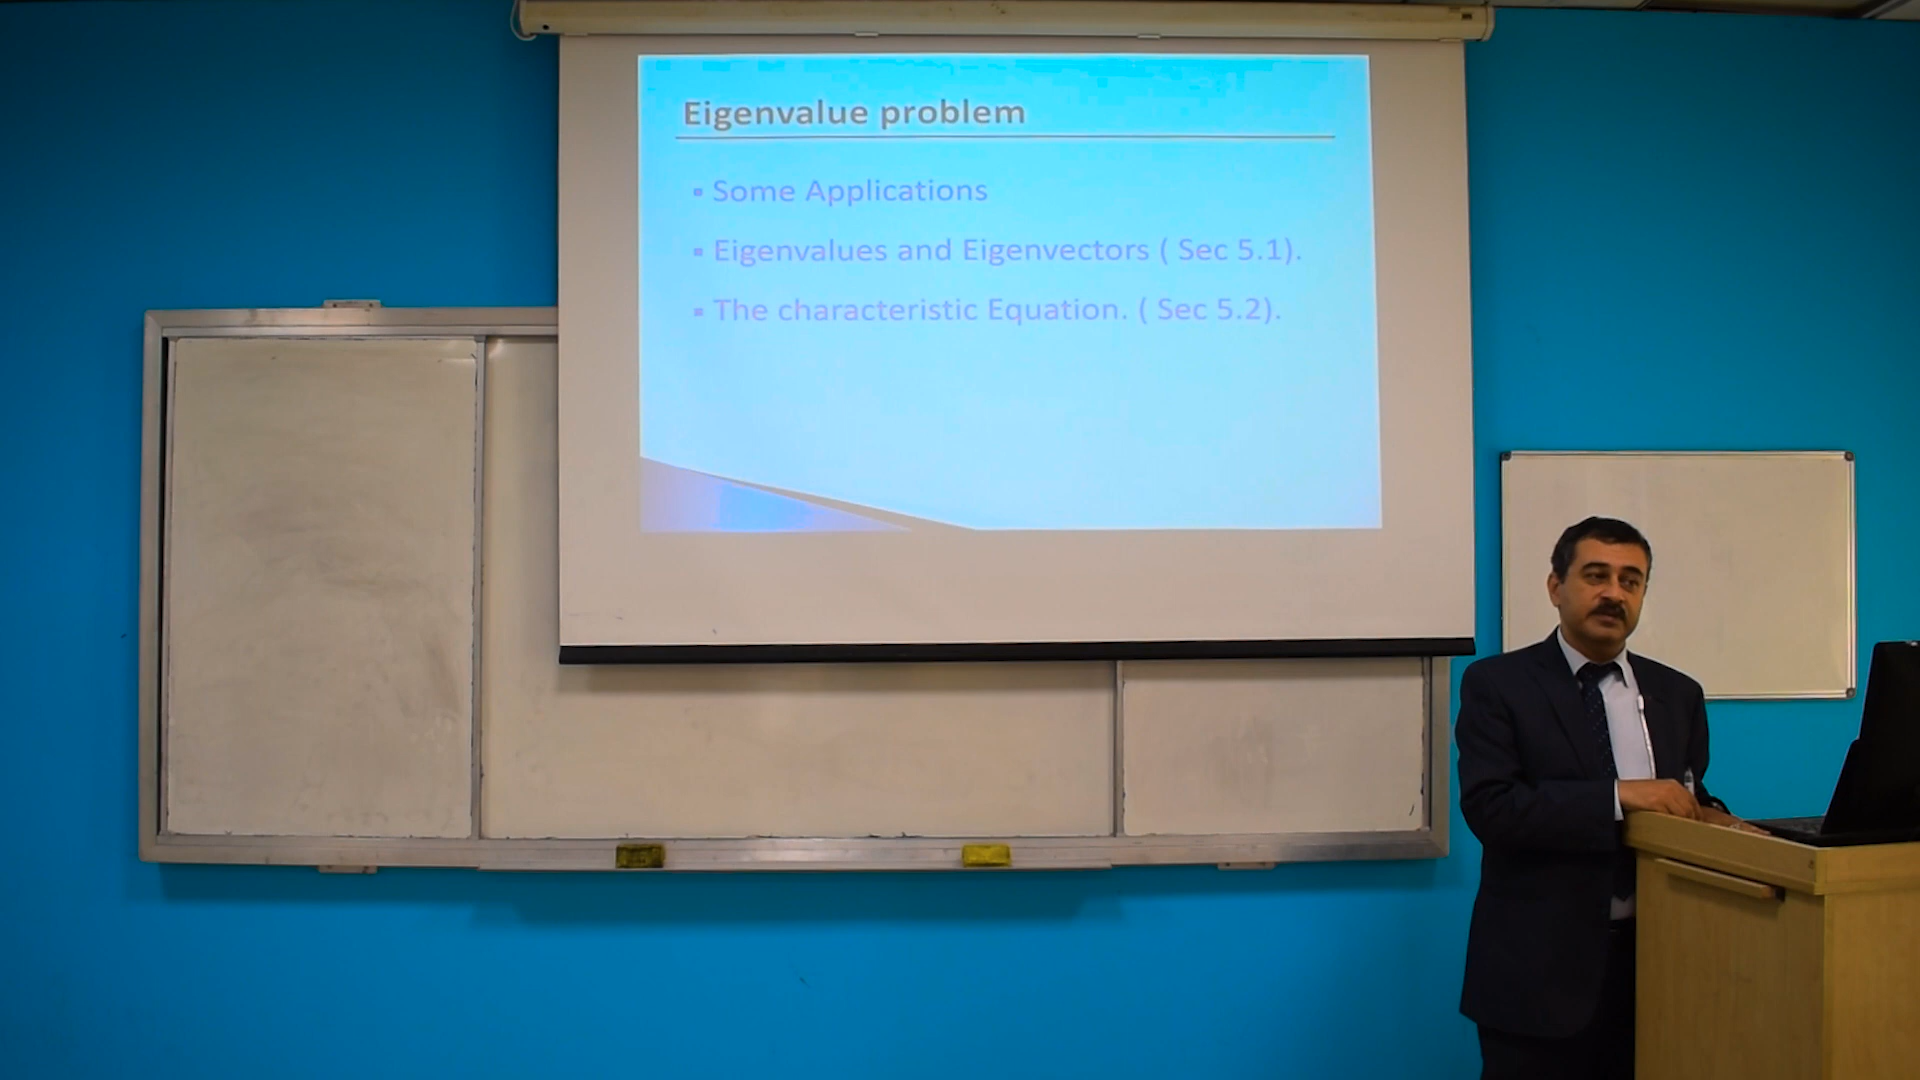 Eigenvalue problem
▪ Some Applications
▪ Eigenvalues and Eigenvectors ( Sec 5.1).
▪ The characteristic Equation. ( Sec 5.2).